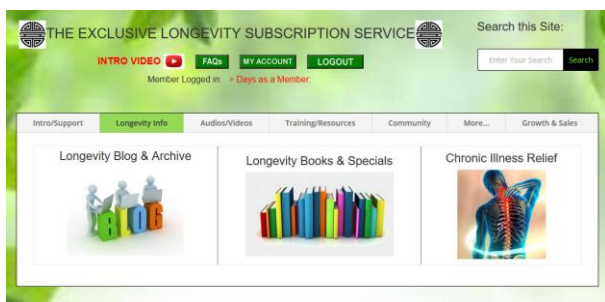 THE EXCLUSIVE LONGEVITY SUBSCRIPTION SERVICE
Search this Site:
INTRO VIDEO FAQs MY ACCOUNT LOGOUT
Enter Your Search Search
Member Logged in: > Days as a Member:
Intro/Support Longevity Info Audios/Videos Training/Resources Community More... Growth & Sales
Longevity Blog & Archive
Longevity Books & Specials
Chronic Illness Relief
BLOG